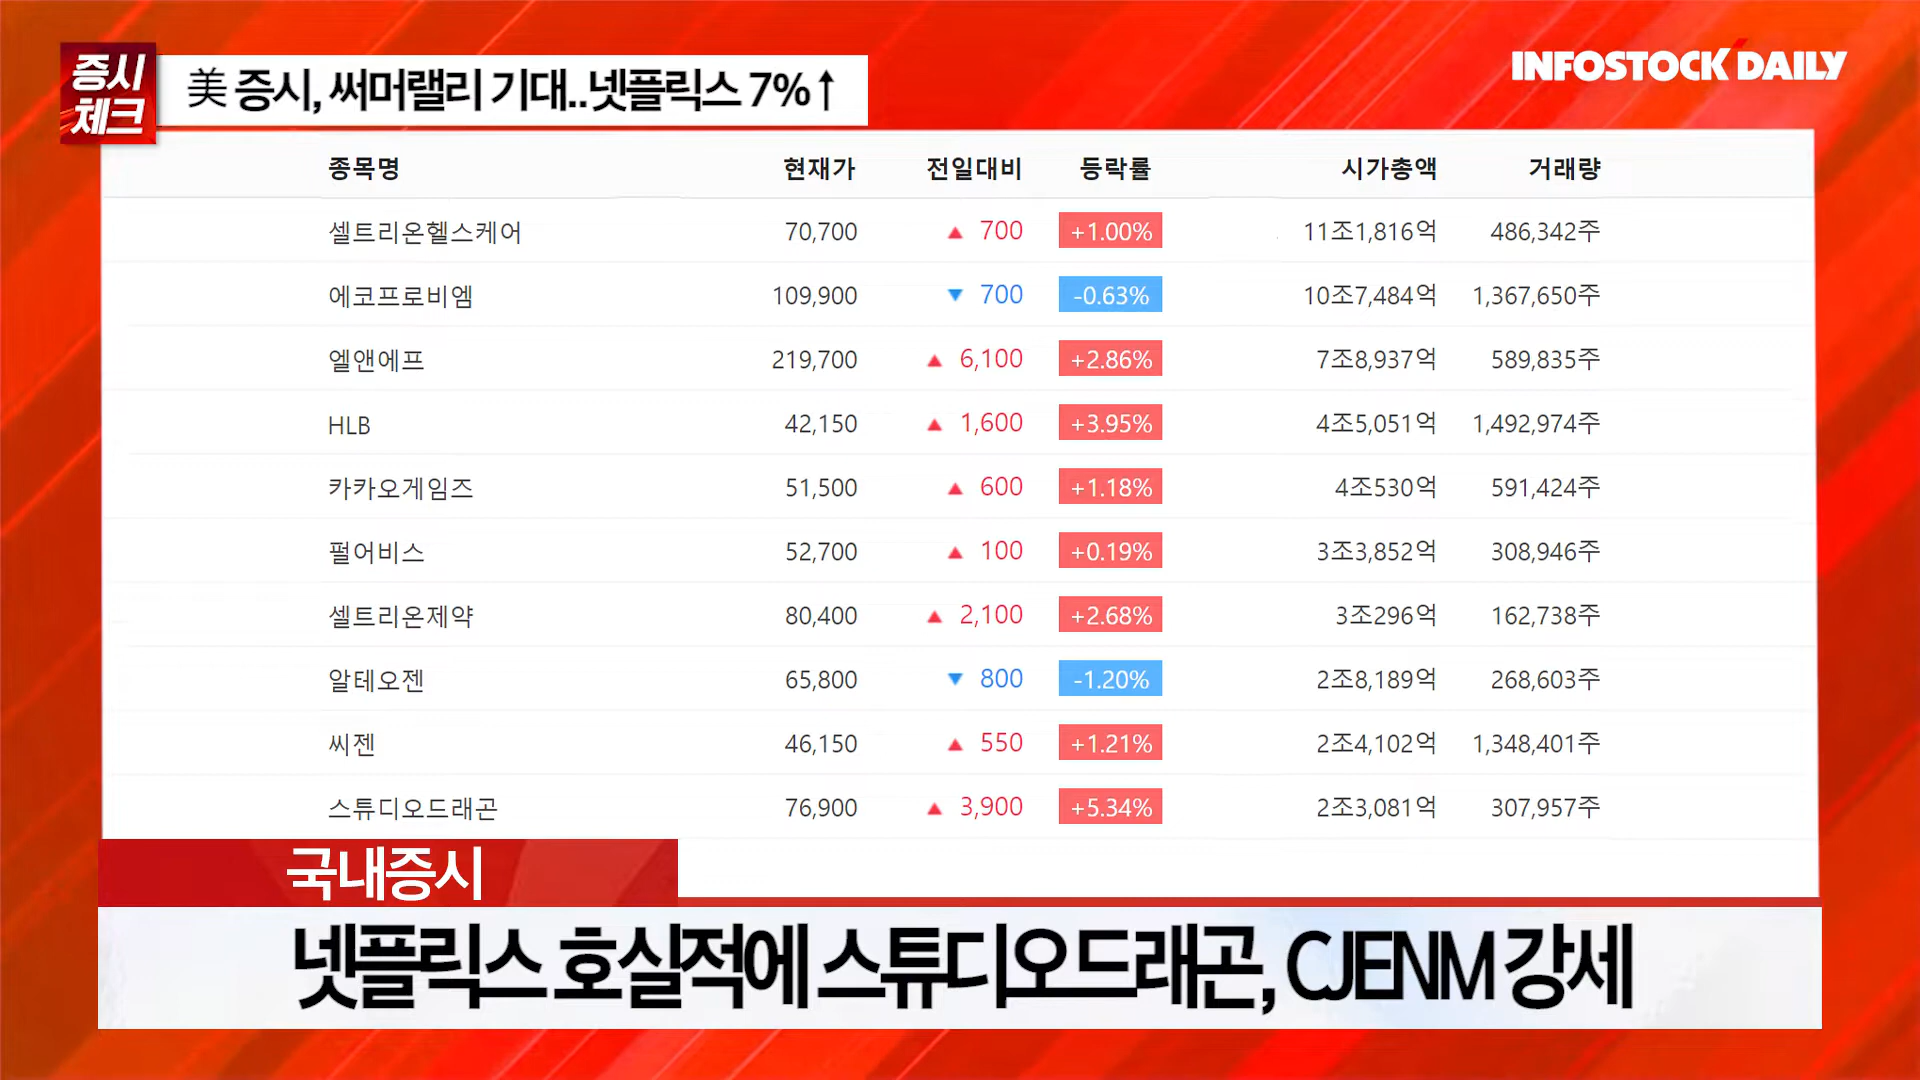 증시
체크
美 증시, 써머랠리 기대..넷플릭스 7%↑
INFOSTOCK DAILY
종목명 현재가 전일대비 등락률 시가총액 거래량
셀트리온헬스케어 70,700 ▲ 700 +1.00% 11조1,816억 486,342주
에코프로비엠 109,900 ▼ 700 -0.63% 10조7,484억 1,367,650주
엘앤에프 219,700 ▲ 6,100 +2.86% 7조8,937억 589,835주
HLB 42,150 ▲ 1,600 +3.95% 4조5,051억 1,492,974주
카카오게임즈 51,500 ▲ 600 +1.18% 4조530억 591,424주
펄어비스 52,700 ▲ 100 +0.19% 3조3,852억 308,946주
셀트리온제약 80,400 ▲ 2,100 +2.68% 3조296억 162,738주
알테오젠 65,800 ▼ 800 -1.20% 2조8,189억 268,603주
씨젠 46,150 ▲ 550 +1.21% 2조4,102억 1,348,401주
스튜디오드래곤 76,900 ▲ 3,900 +5.34% 2조3,081억 307,957주
국내증시
넷플릭스 호실적에 스튜디오드래곤, CJENM 강세